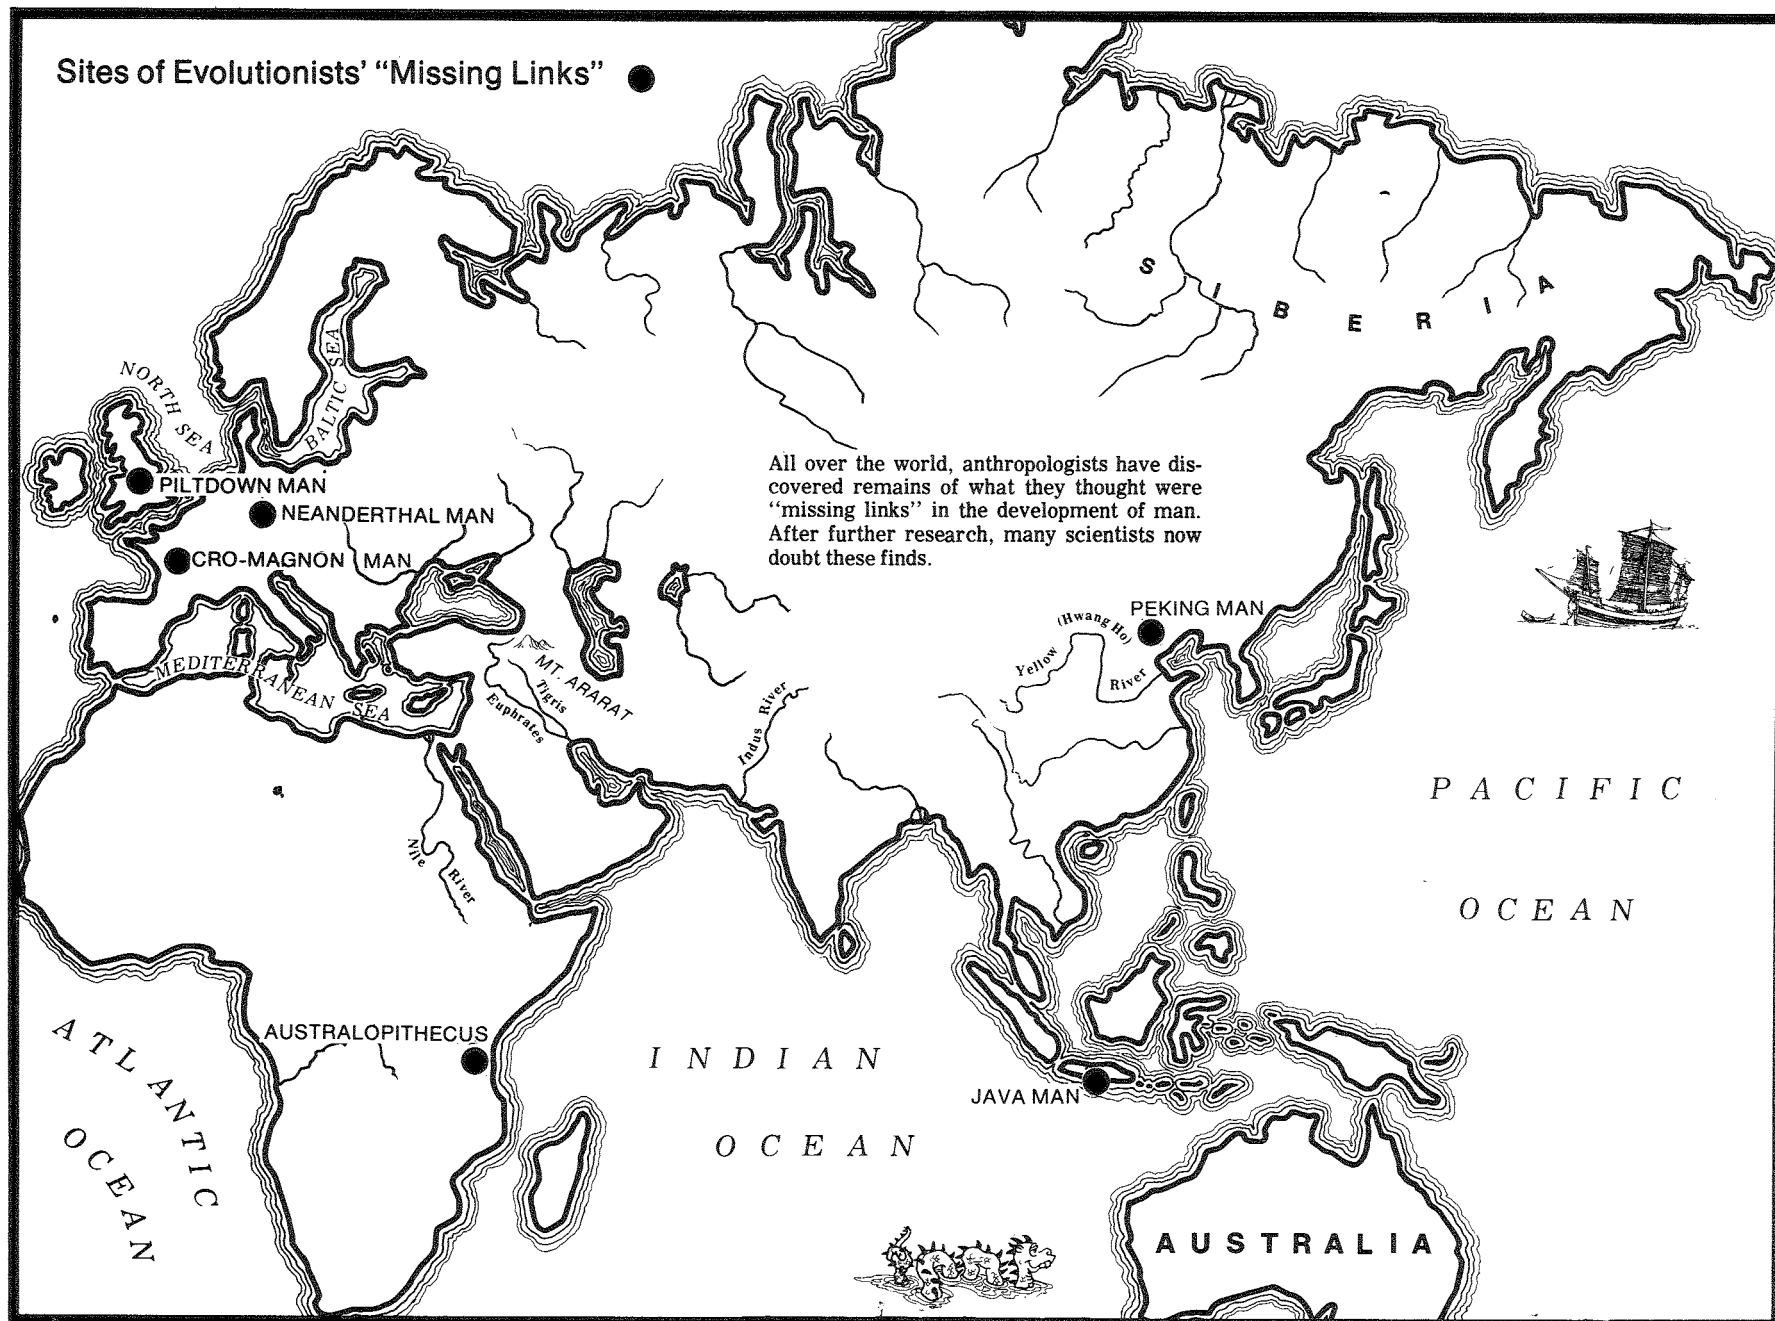 Sites of Evolutionists' "Missing Links"
SIBERIA
NORTH SEA
BALTIC SEA
All over the world, anthropologists have dis-
covered remains of what they thought were
"missing links" in the development of man.
After further research, many scientists now
doubt these finds.
PILTDOWN MAN
NEANDERTHAL MAN
CRO-MAGNON MAN
PEKING MAN
(Hwang Ho)
Yellow River
MT. ARARAT
MEDITERRANEAN SEA
Tigris
Euphrates
Indus River
Nile River
PACIFIC
OCEAN
AUSTRALOPITHECUS
ATLANTIC
OCEAN
INDIAN
OCEAN
JAVA MAN
AUSTRALIA